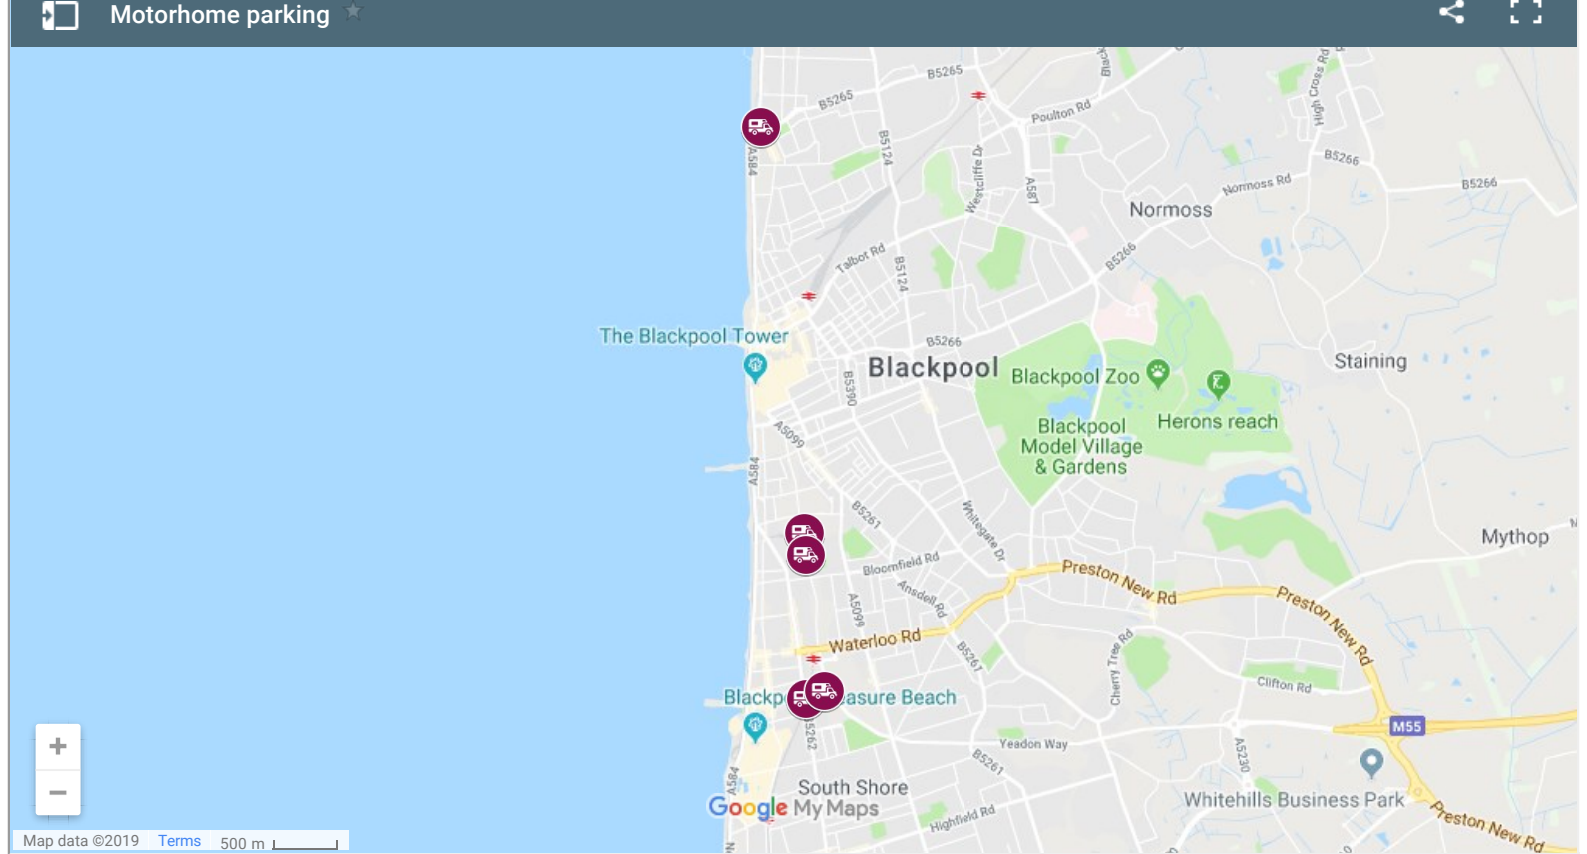 Motorhome parking
B5265
B5265
Poulton Rd
High Cross Rd
A584
B5124
Westcliffe Dr
A587
B5266
Normoss Rd
B5266
Normoss
Talbot Rd
B5124
B5266
The Blackpool Tower
B5266
Blackpool
Staining
B5390
Blackpool Zoo
Herons reach
Blackpool
Model Village
& Gardens
A5099
A584
B5261
Whitegate Dr
Mythop
Bloomfield Rd
Preston New Rd
Ansdell Rd
A5099
Preston New Rd
Waterloo Rd
B5261
Cherry Tree Rd
Clifton Rd
asure Beach
M55
5262
Yeadon Way
B5261
A5230
A584
South Shore
Whitehills Business Park
Google My Maps
Highfield Rd
Preston New Rd
Map data ©2019 Terms 500 m